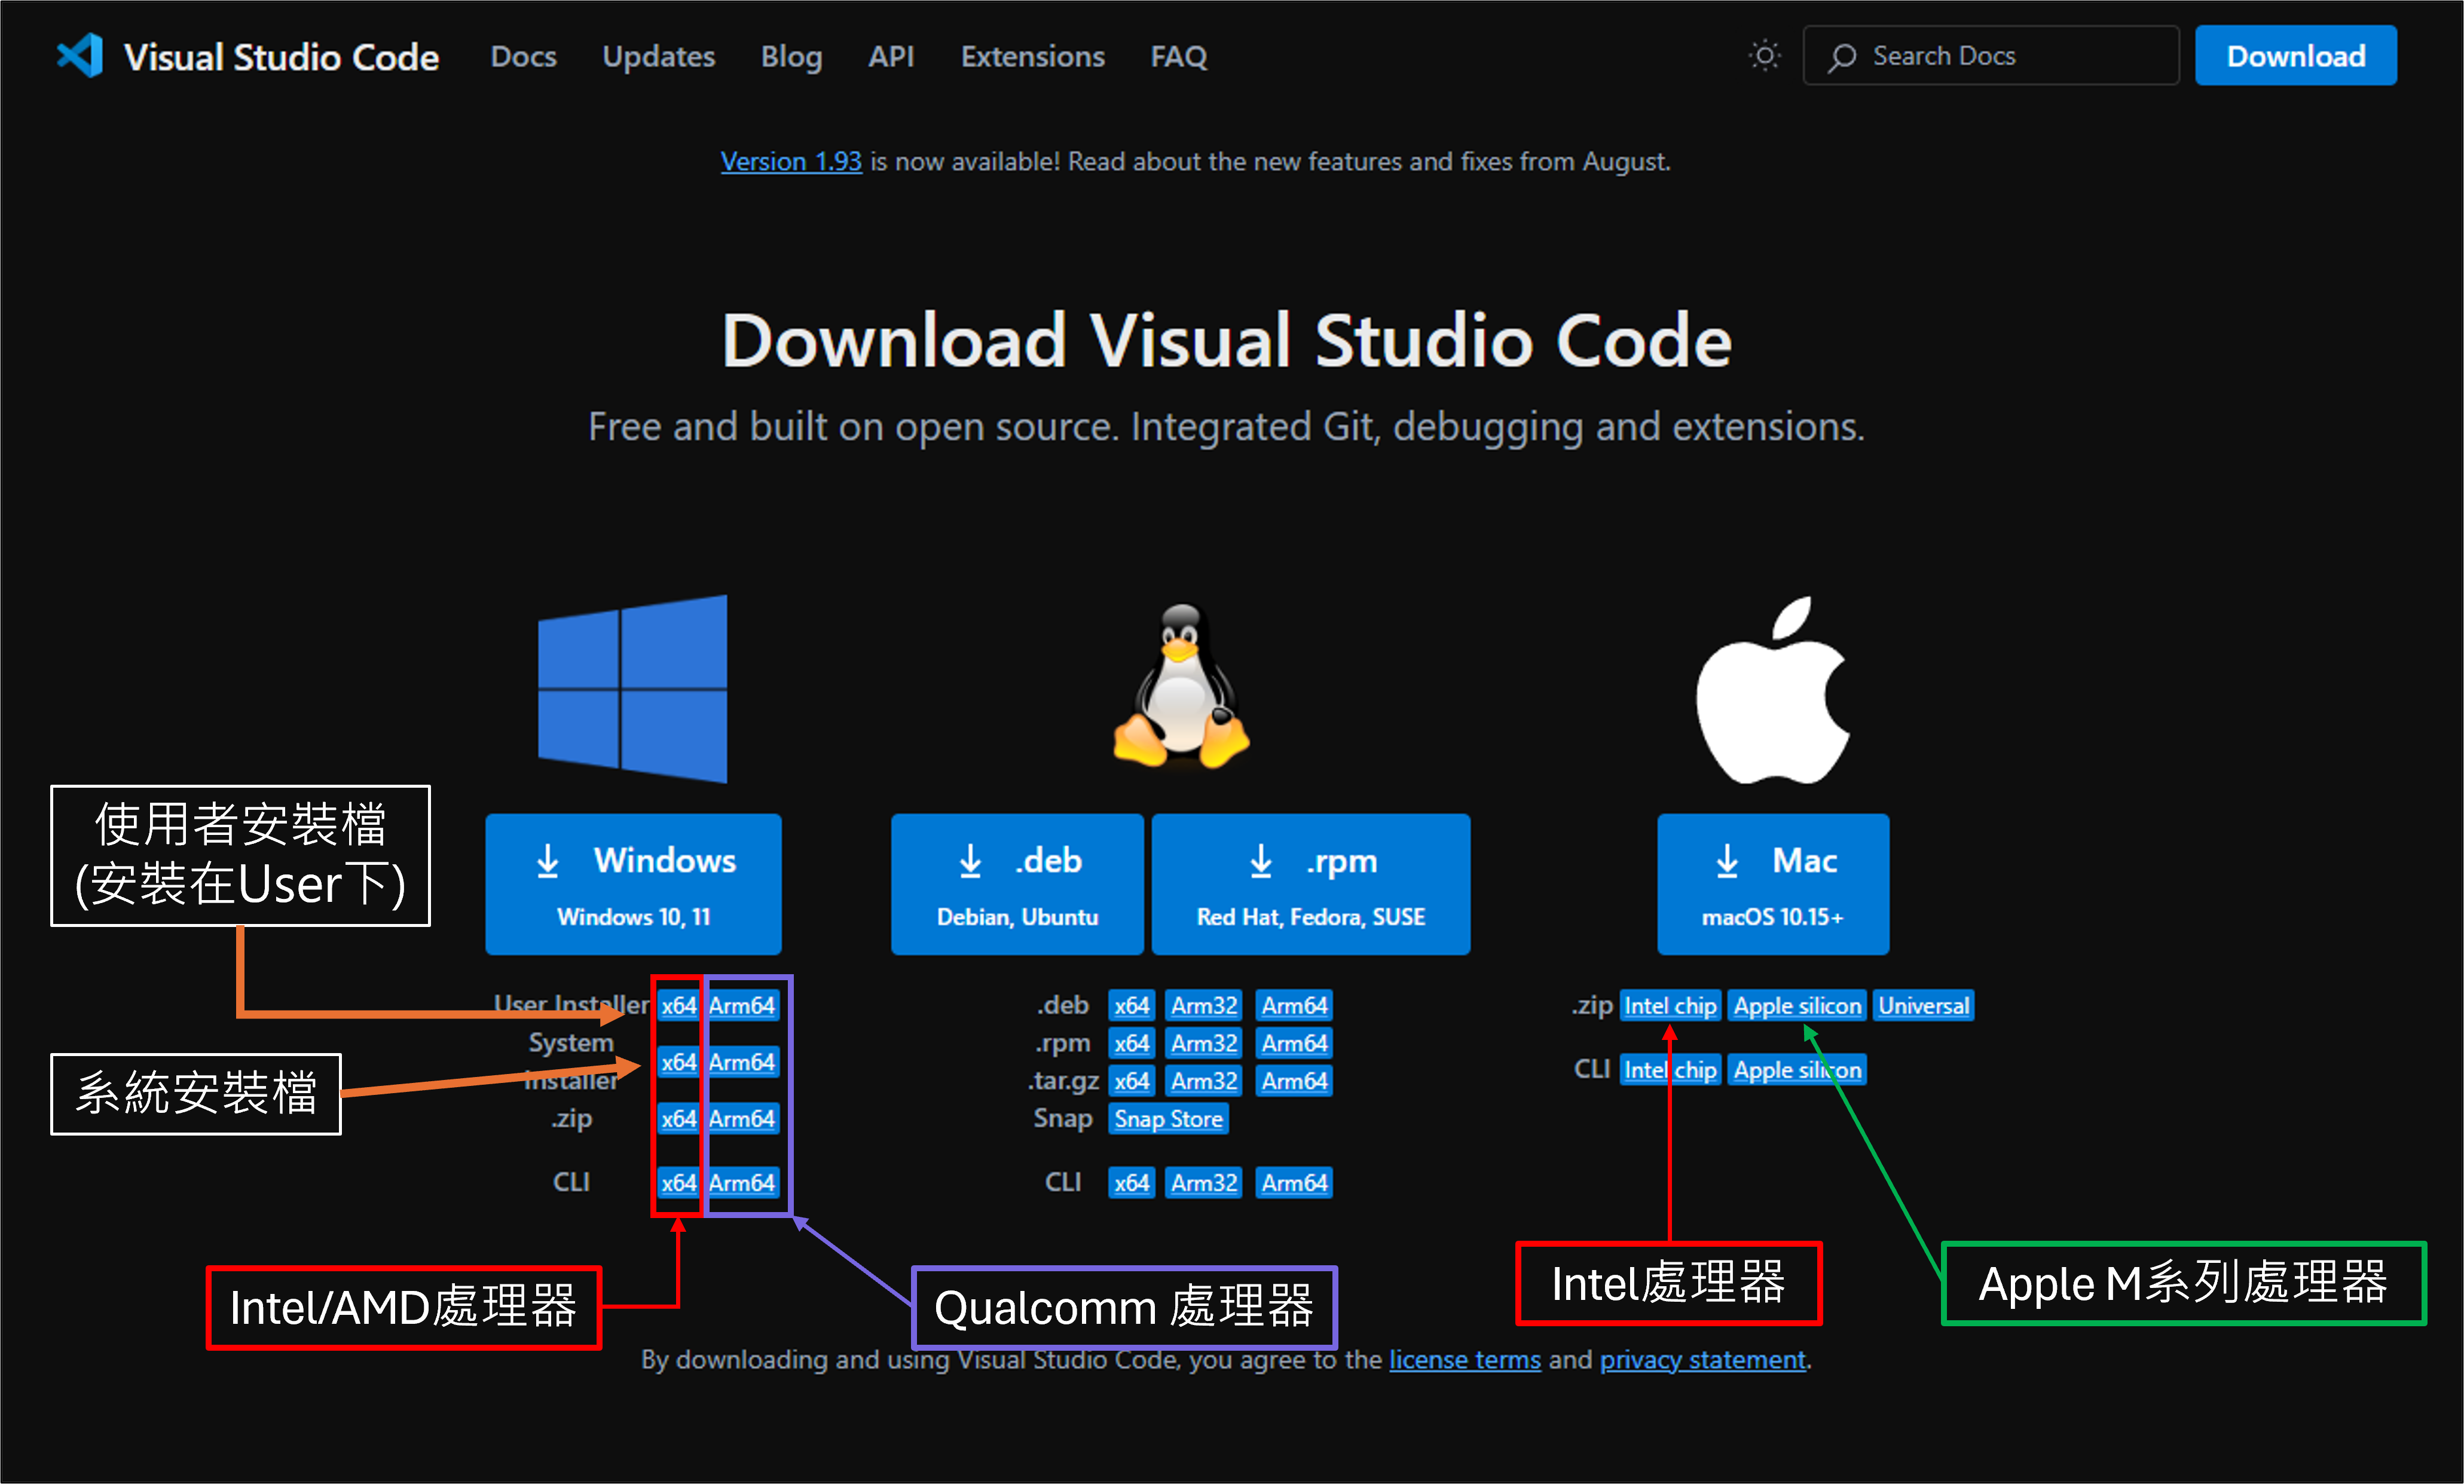 Visual Studio Code Docs Updates Blog API Extensions FAQ Search Docs Download
Version 1.93 is now available! Read about the new features and fixes from August.
Download Visual Studio Code
Free and built on open source. Integrated Git, debugging and extensions.
使用者安裝檔
(安裝在User下)
系統安裝檔
Windows
Windows 10, 11
User Installer x64 Arm64
System
Installer x64 Arm64
.zip x64 Arm64
CLI x64 Arm64
Intel/AMD處理器
Qualcomm 處理器
.deb
Debian, Ubuntu
.rpm
Red Hat, Fedora, SUSE
.deb x64 Arm32 Arm64
.rpm x64 Arm32 Arm64
.tar.gz x64 Arm32 Arm64
Snap Snap Store
CLI x64 Arm32 Arm64
Mac
macOS 10.15+
.zip Intel chip Apple silicon Universal
CLI Intel chip Apple silicon
Intel處理器
Apple M系列處理器
By downloading and using Visual Studio Code, you agree to the license terms and privacy statement.